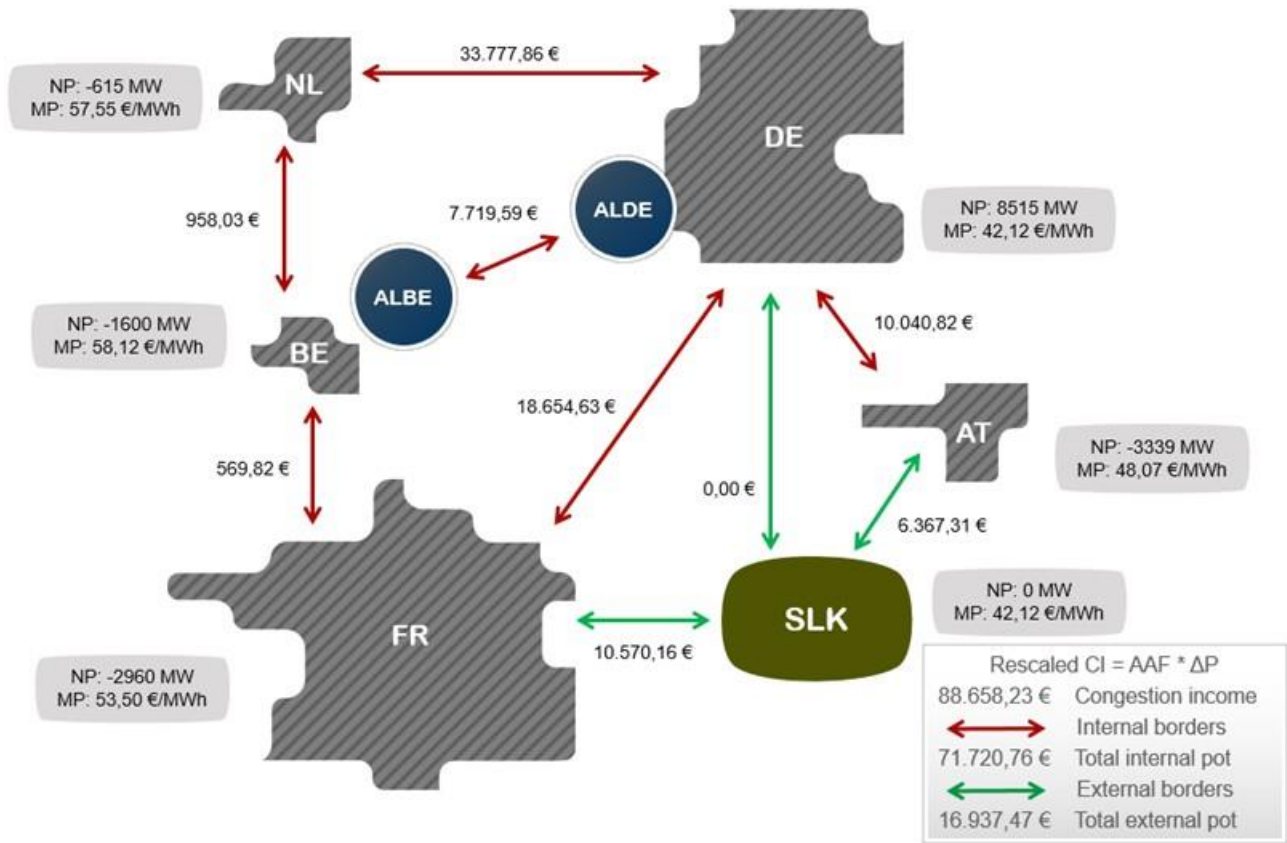 33.777,86 €
NL
NP: -615 MW
MP: 57,55 €/MWh
DE
ALDE
7.719,59 €
958,03 €
NP: 8515 MW
MP: 42,12 €/MWh
ALBE
10.040,82 €
NP: -1600 MW
MP: 58,12 €/MWh
BE
18.654,63 €
AT
NP: -3339 MW
MP: 48,07 €/MWh
569,82 €
0,00 €
6.367,31 €
NP: 0 MW
MP: 42,12 €/MWh
SLK
FR
10.570,16 €
NP: -2960 MW
MP: 53,50 €/MWh
Rescaled CI = AAF * ΔP
88.658,23 € Congestion income
Internal borders
71.720,76 € Total internal pot
External borders
16.937,47 € Total external pot